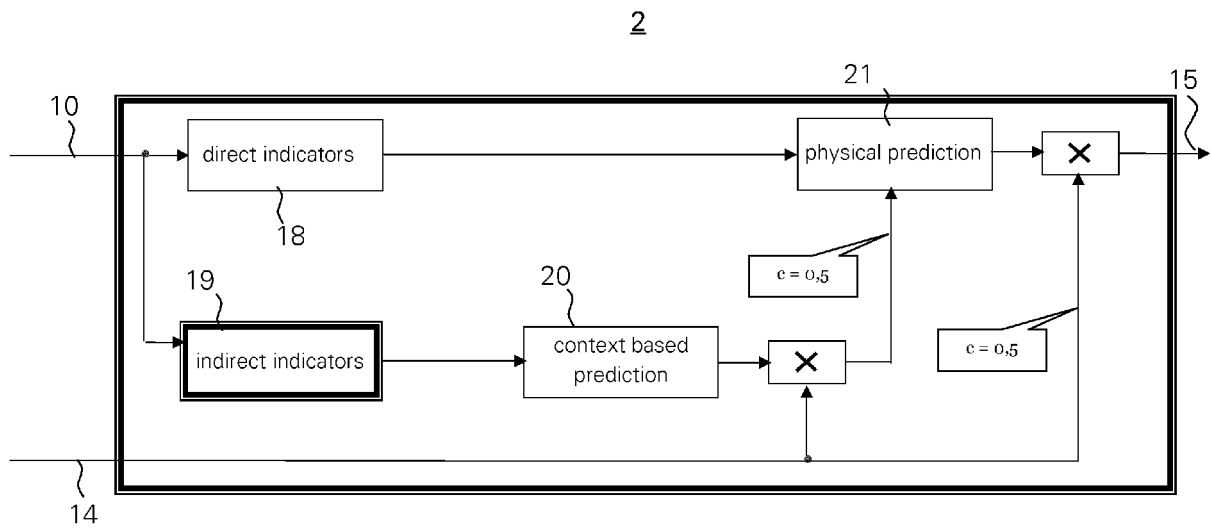 2
10
21
15
direct indicators
physical prediction
18
c = 0,5
19
20
c = 0,5
indirect indicators
context based
prediction
14